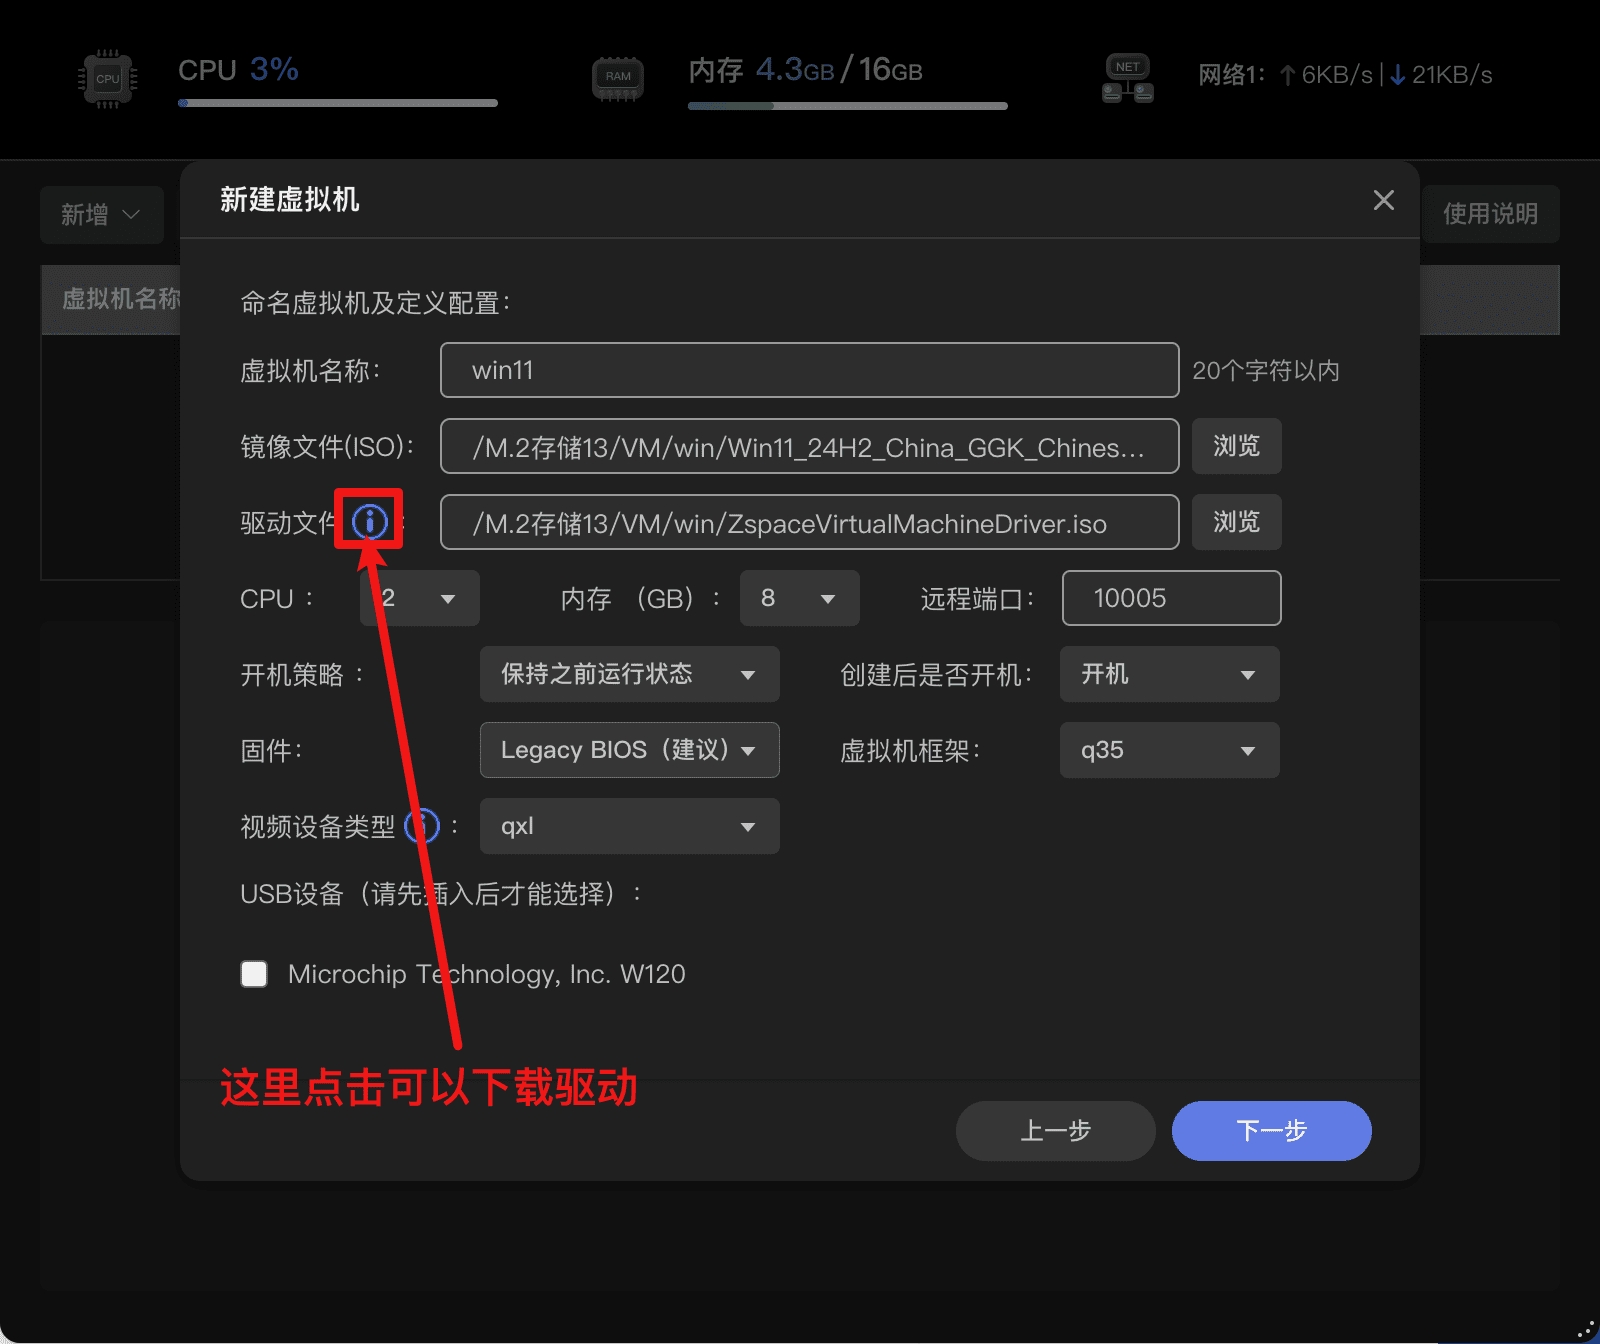 CPU
CPU 3%
RAM
内存 4.3GB/16GB
NET
网络1: ↑6KB/s|↓21KB/s
新增
使用说明
虚拟机名称
新建虚拟机
命名虚拟机及定义配置：
虚拟机名称：
win11
20个字符以内
镜像文件(ISO)：
/M.2存储13/VM/win/Win11_24H2_China_GGK_Chines...
浏览
驱动文件
/M.2存储13/VM/win/ZspaceVirtualMachineDriver.iso
浏览
CPU：
2
内存 （GB）：
8
远程端口：
10005
开机策略：
保持之前运行状态
创建后是否开机：
开机
固件：
Legacy BIOS（建议）
虚拟机框架：
q35
视频设备类型 ：
qxl
USB设备（请先插入后才能选择）：
Microchip Technology, Inc. W120
这里点击可以下载驱动
上一步
下一步